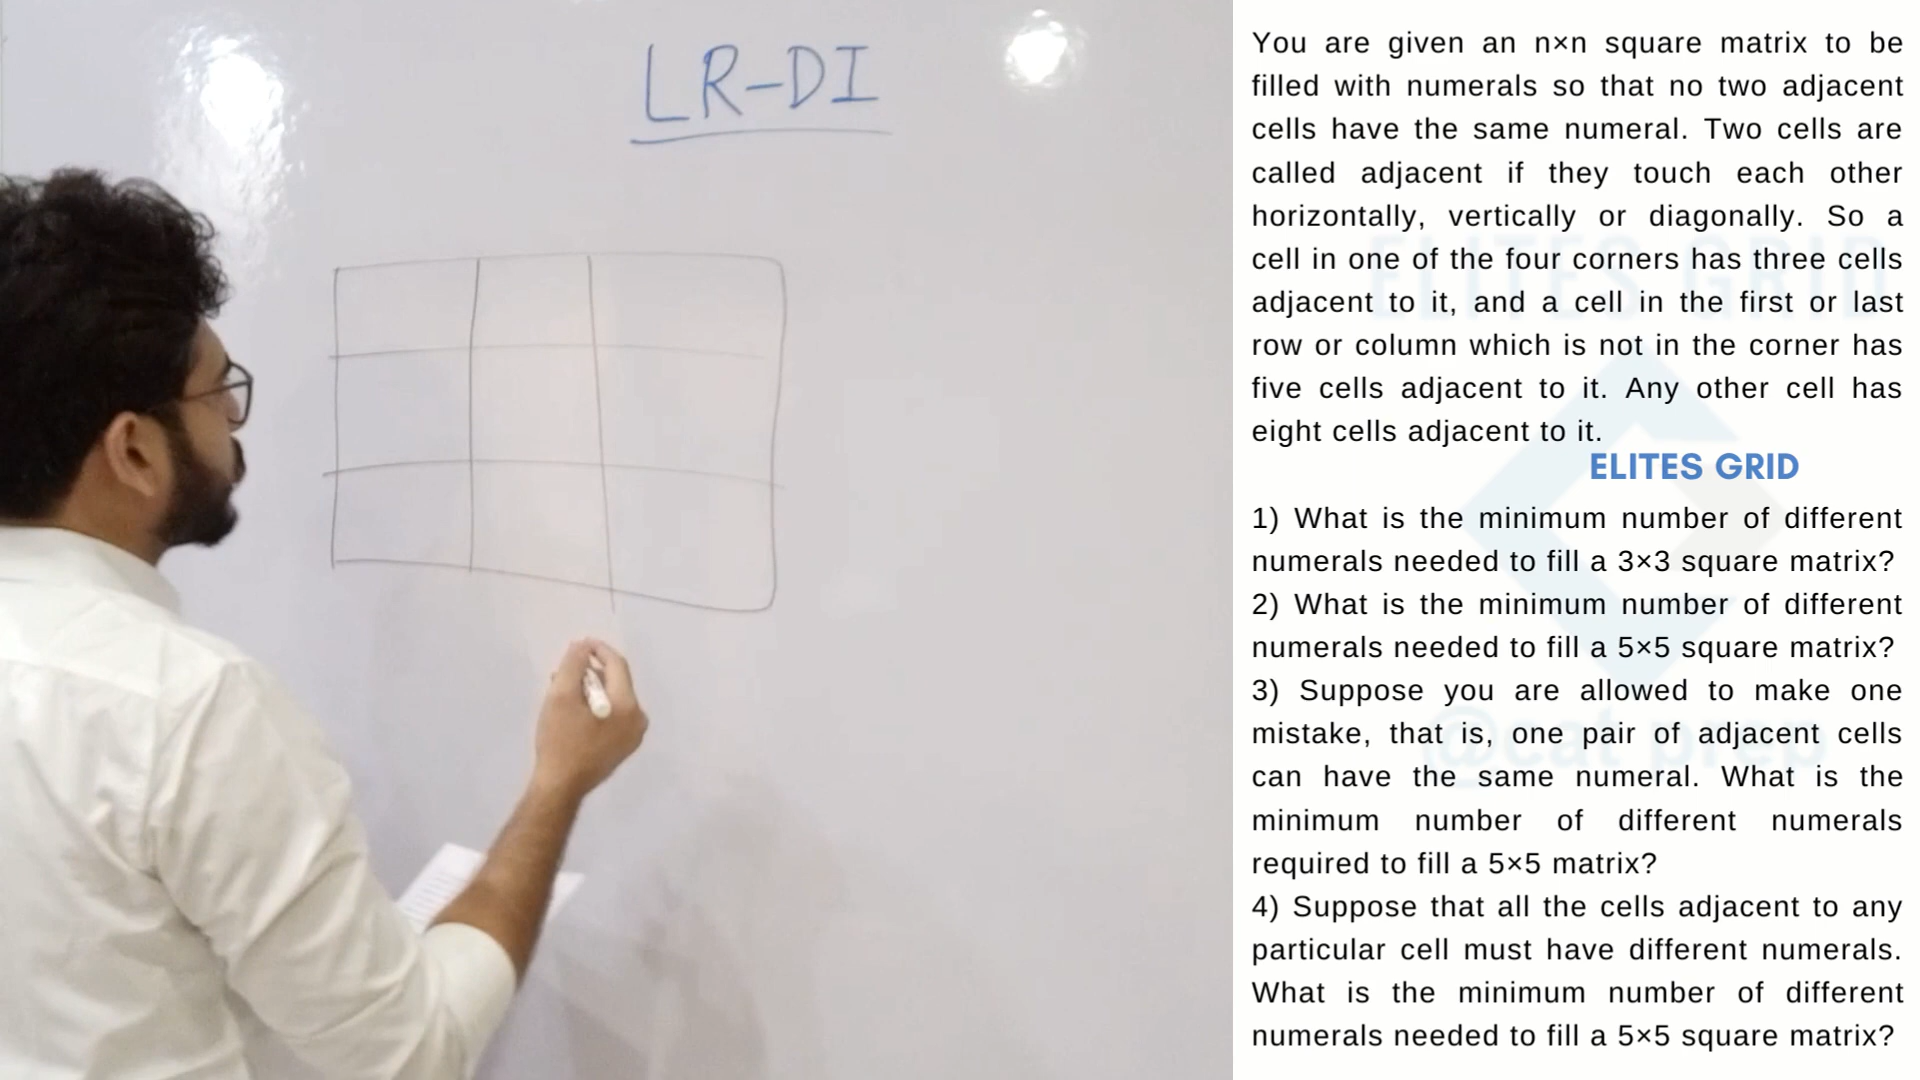 LR-DI
You are given an n×n square matrix to be
filled with numerals so that no two adjacent
cells have the same numeral. Two cells are
called adjacent if they touch each other
horizontally, vertically or diagonally. So a
cell in one of the four corners has three cells
adjacent to it, and a cell in the first or last
row or column which is not in the corner has
five cells adjacent to it. Any other cell has
eight cells adjacent to it.
ELITES GRID
1) What is the minimum number of different
numerals needed to fill a 3×3 square matrix?
2) What is the minimum number of different
numerals needed to fill a 5×5 square matrix?
3) Suppose you are allowed to make one
mistake, that is, one pair of adjacent cells
can have the same numeral. What is the
minimum number of different numerals
required to fill a 5×5 matrix?
4) Suppose that all the cells adjacent to any
particular cell must have different numerals.
What is the minimum number of different
numerals needed to fill a 5×5 square matrix?
ELITES GRID
@cat prep